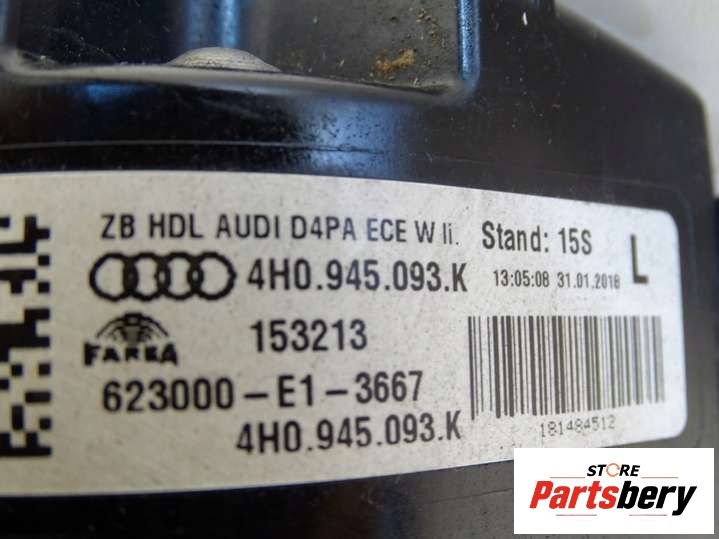 ZB HDL AUDI D4PA ECE W li. Stand: 15S L
4H0.945.093.K 13:05:08 31.01.2018
FARBA 153213
623000-E1-3667
4H0.945.093.K 181484512
STORE
Partsbery